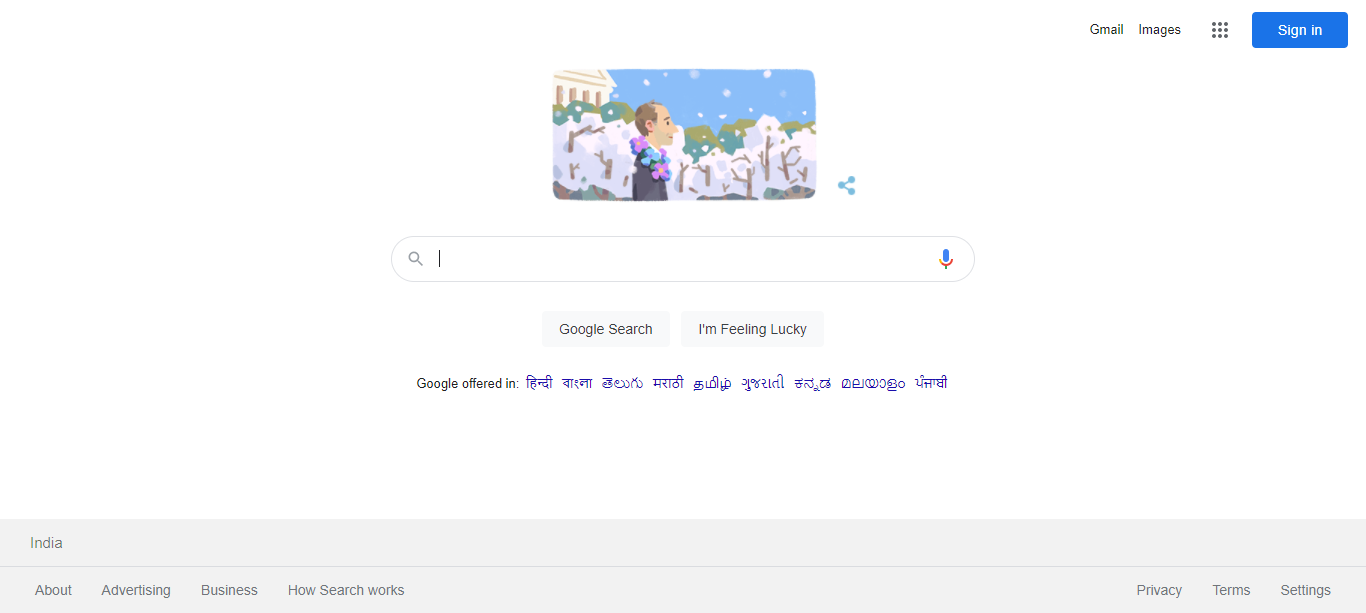 Gmail Images Sign in
Google Search I'm Feeling Lucky
Google offered in: हिन्दी বাংলা తెలుగు मराठी தமிழ் ગુજરાતી ಕನ್ನಡ മലയാളം ਪੰਜਾਬੀ
India
About Advertising Business How Search works Privacy Terms Settings